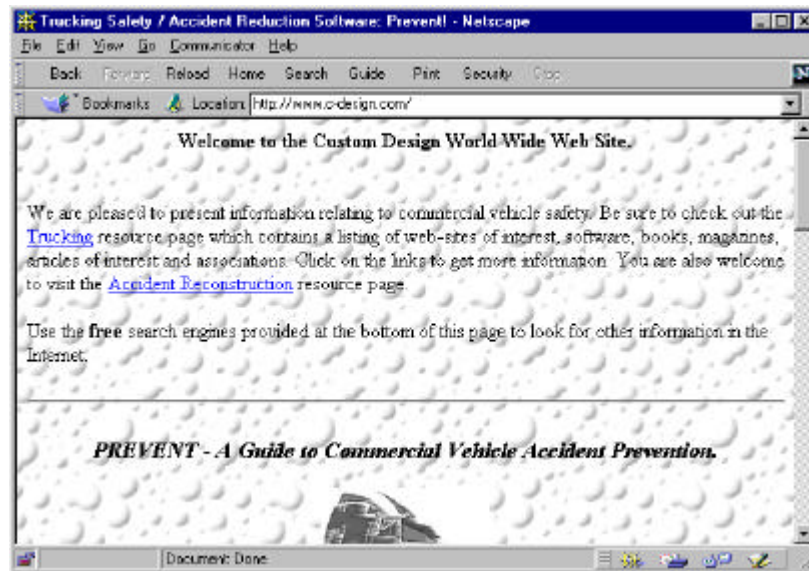 Trucking Safety / Accident Reduction Software: Prevent! - Netscape
File Edit View Go Communicator Help
Back Forward Reload Home Search Guide Print Security Stop
Bookmarks Location: http://www.c-design.com/
Welcome to the Custom Design World Wide Web Site.
We are pleased to present information relating to commercial vehicle safety. Be sure to check out the
Trucking resource page which contains a listing of web-sites of interest, software, books, magazines,
articles of interest and associations. Click on the links to get more information. You are also welcome
to visit the Accident Reconstruction resource page.
Use the free search engines provided at the bottom of this page to look for other information in the
Internet.
PREVENT - A Guide to Commercial Vehicle Accident Prevention.
Document: Done